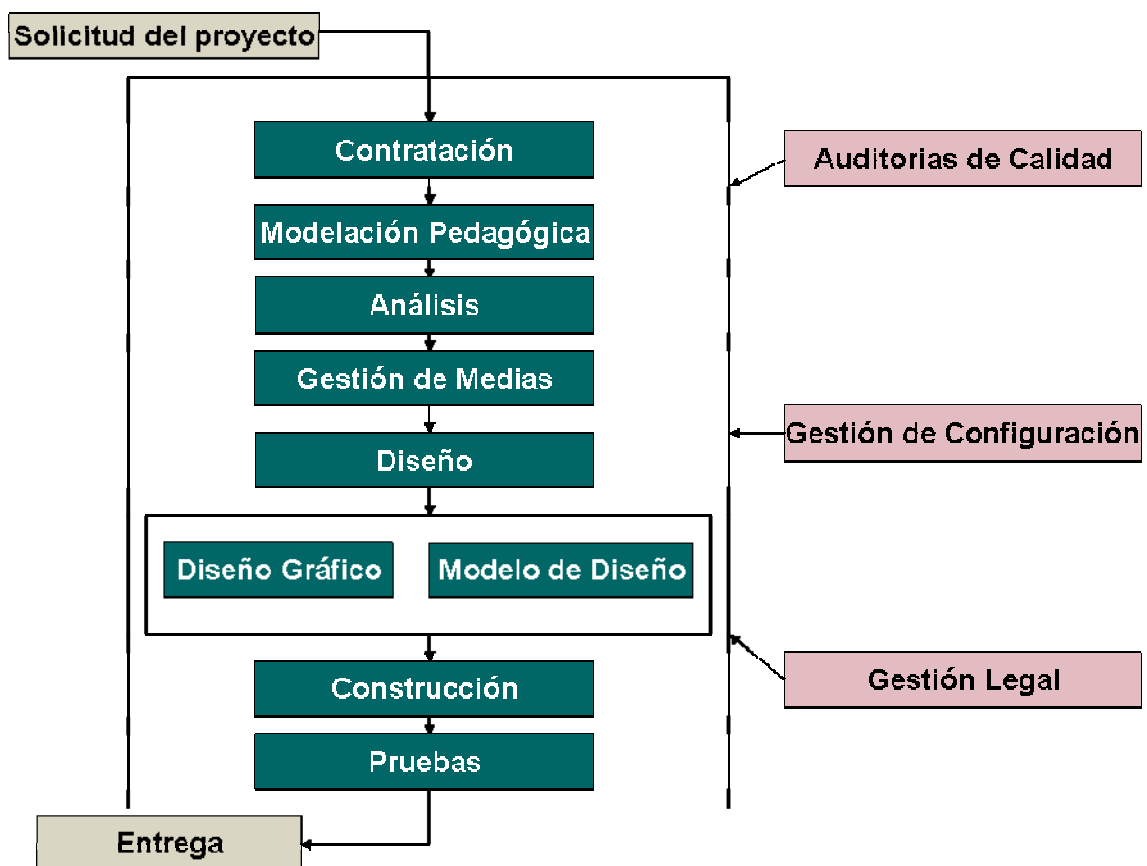 Solicitud del proyecto
Contratación
Auditorias de Calidad
Modelación Pedagógica
Análisis
Gestión de Medias
Gestión de Configuración
Diseño
Diseño Gráfico
Modelo de Diseño
Construcción
Gestión Legal
Pruebas
Entrega